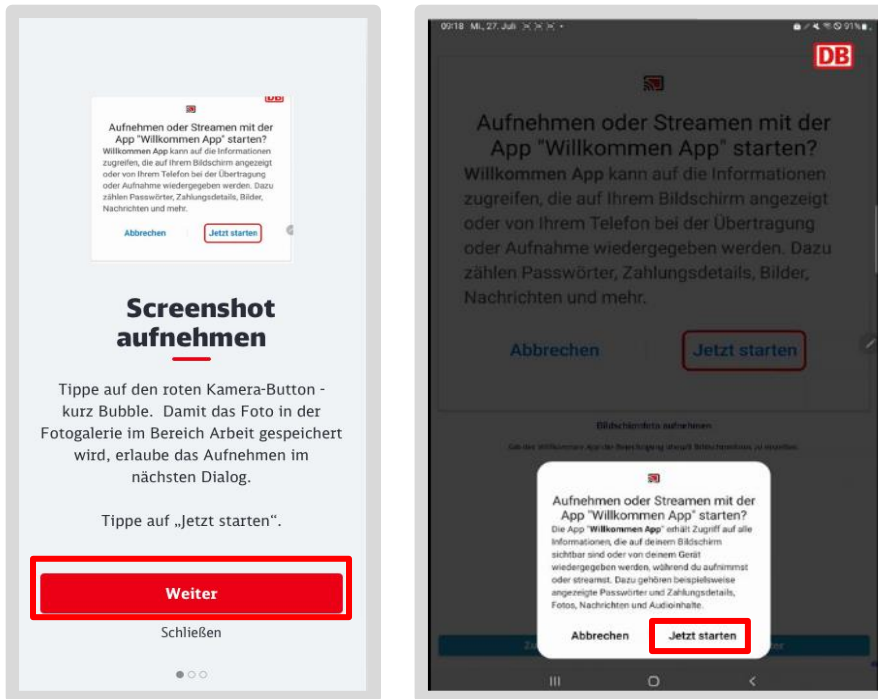 DB
Aufnehmen oder Streamen mit der
App "Willkommen App" starten?
Willkommen App kann auf die Informationen
zugreifen, die auf Ihrem Bildschirm angezeigt
oder von Ihrem Telefon bei der Übertragung
oder Aufnahme wiedergegeben werden. Dazu
zählen Passwörter, Zahlungsdetails, Bilder,
Nachrichten und mehr.
Abbrechen Jetzt starten
Screenshot
aufnehmen
Tippe auf den roten Kamera-Button -
kurz Bubble. Damit das Foto in der
Fotogalerie im Bereich Arbeit gespeichert
wird, erlaube das Aufnehmen im
nächsten Dialog.
Tippe auf „Jetzt starten“.
Weiter
Schließen
09:18 Mi., 27. Juli
91%
DB
Aufnehmen oder Streamen mit der
App "Willkommen App" starten?
Willkommen App kann auf die Informationen
zugreifen, die auf Ihrem Bildschirm angezeigt
oder von Ihrem Telefon bei der Übertragung
oder Aufnahme wiedergegeben werden. Dazu
zählen Passwörter, Zahlungsdetails, Bilder,
Nachrichten und mehr.
Abbrechen Jetzt starten
Bildschirmfoto aufnehmen
Aufnehmen oder Streamen mit der
App "Willkommen App" starten?
Die App "Willkommen App" erhält Zugriff auf alle
Informationen, die auf deinem Bildschirm
sichtbar sind oder von deinem Gerät
wiedergegeben werden, während du aufnimmst
oder streamst. Dazu gehören beispielsweise
angezeigte Passwörter und Zahlungsdetails,
Fotos, Nachrichten und Audioinhalte.
Abbrechen Jetzt starten